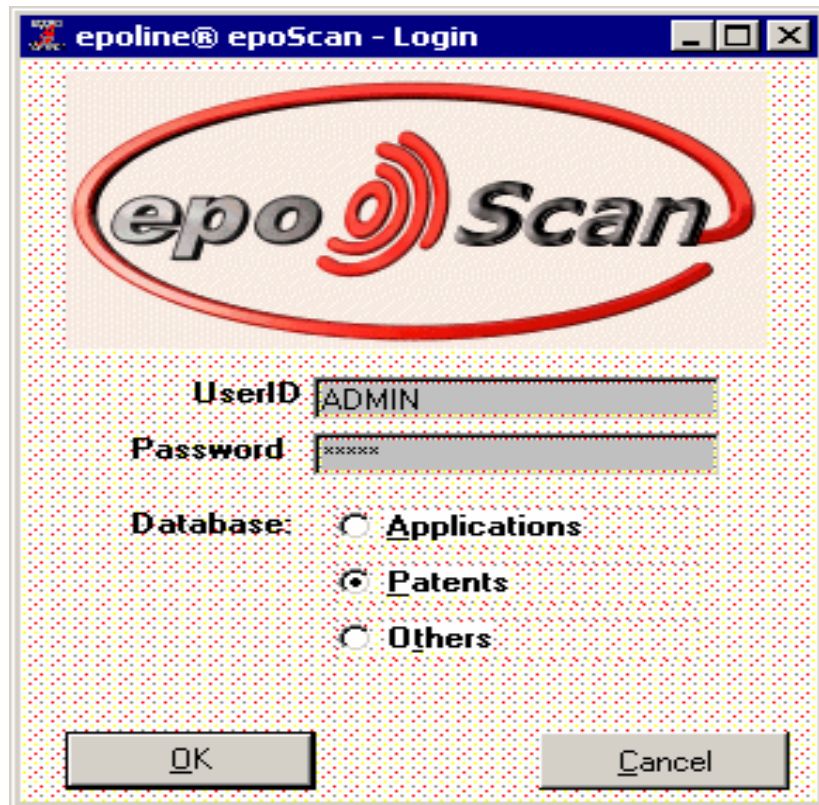 epoline® epoScan - Login
epo Scan
UserID ADMIN
Password *****
Database: Applications
Patents
Others
OK Cancel